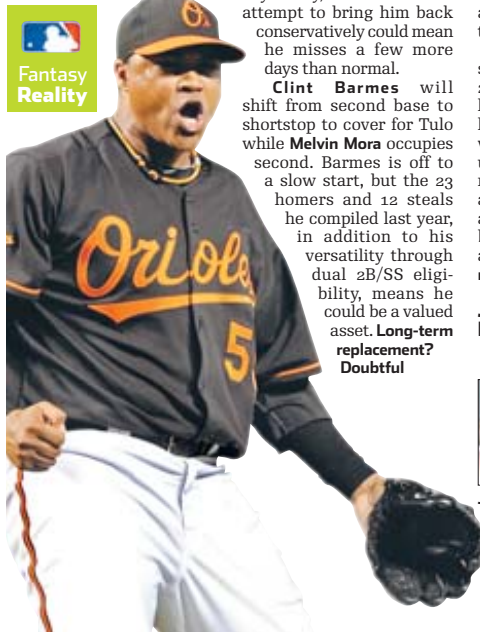 Fantasy
Reality
attempt to bring him back
conservatively could mean
he misses a few more
days than normal.
Clint Barmes will
shift from second base to
shortstop to cover for Tulo
while Melvin Mora occupies
second. Barmes is off to
a slow start, but the 23
homers and 12 steals
he compiled last year,
in addition to his
versatility through
dual 2B/SS eligi-
bility, means he
could be a valued
asset. Long-term
replacement?
Doubtful
O's
Orioles
5